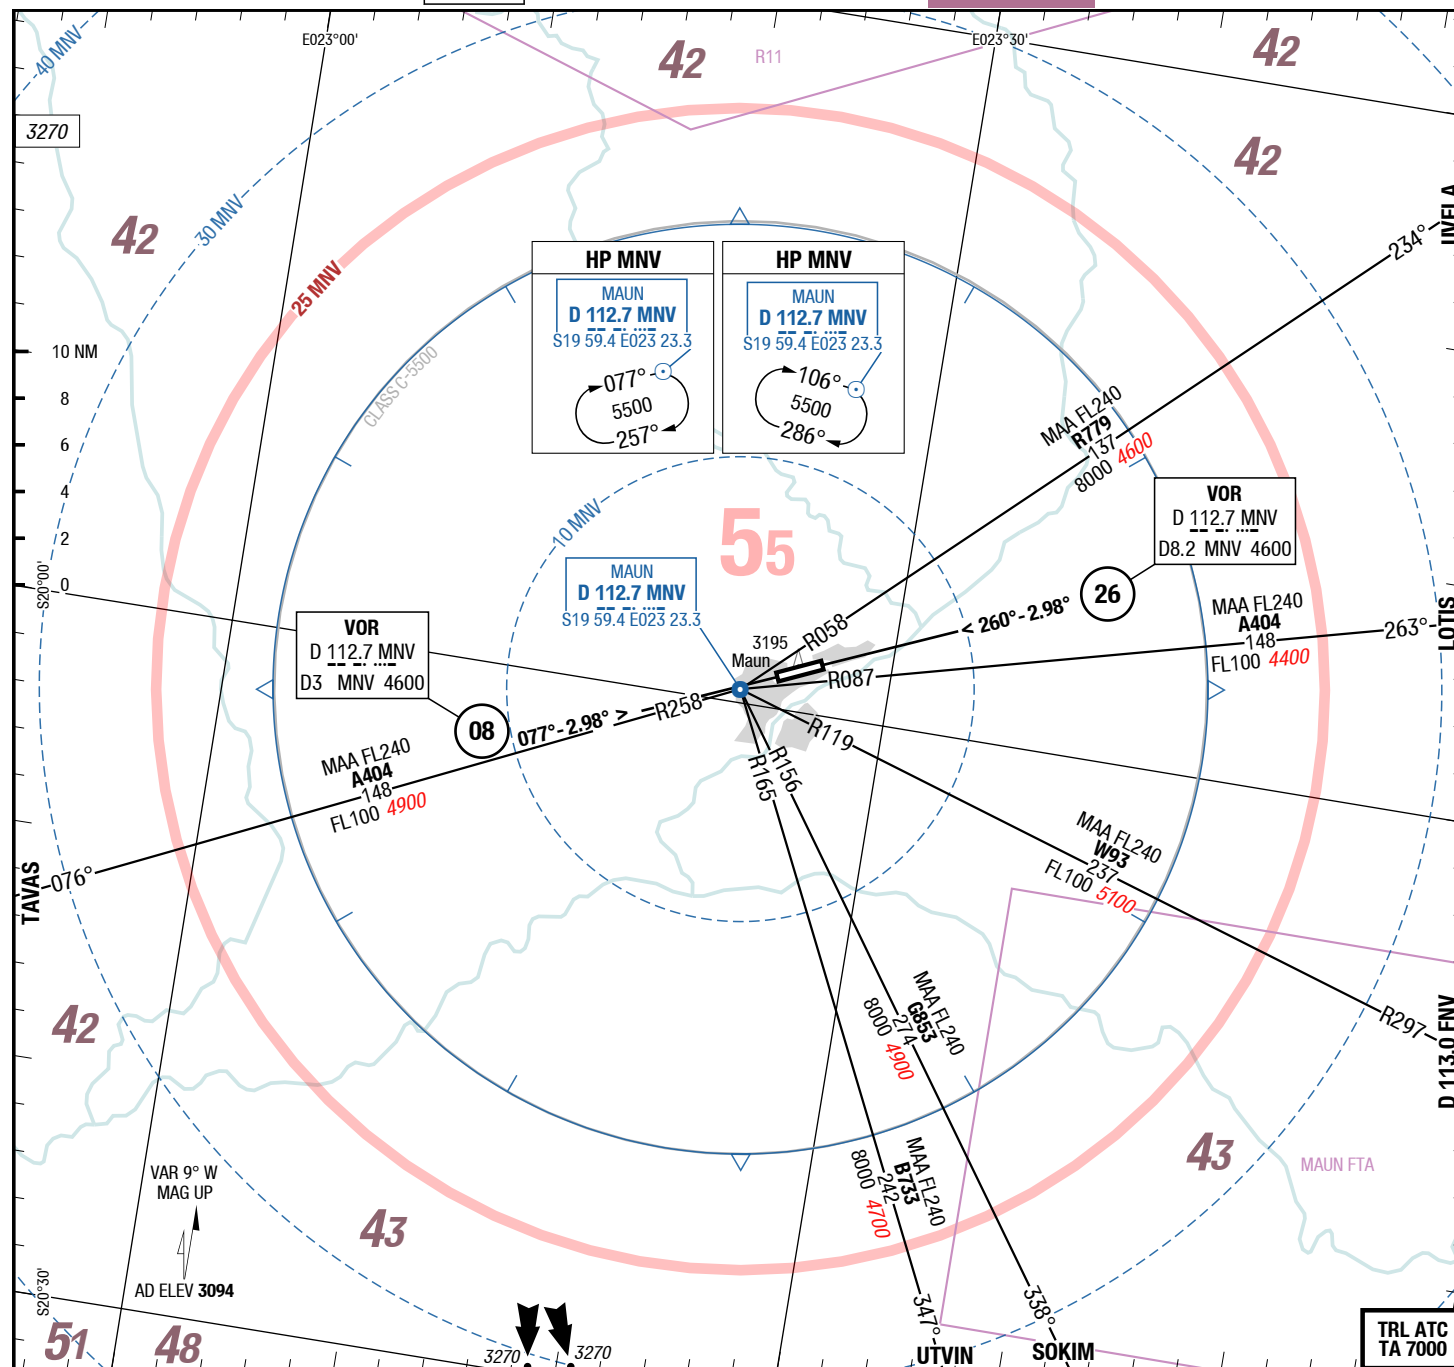 40 MNV
E023°00'
42
R11
E023°30'
42
3270
42
30 MNV
42
25 MNV
234°
HP MNV
MAUN
D 112.7 MNV
S19 59.4 E023 23.3
077°
5500
257°
HP MNV
MAUN
D 112.7 MNV
S19 59.4 E023 23.3
106°
5500
286°
CLASS C-5500
10 NM
8
6
4
2
0
S20°00'
MAA FL240
R779
137
8000 4600
10 MNV
55
VOR
D 112.7 MNV
D8.2 MNV 4600
26
< 260°-2.98°
MAUN
D 112.7 MNV
S19 59.4 E023 23.3
3195
Maun
R058
MAA FL240
A404
148
FL100 4400
263°
LOTIS
R087
VOR
D 112.7 MNV
D3 MNV 4600
08
077°-2.98° >
R258
R119
R156
R165
MAA FL240
A404
148
FL100 4900
076°
TAVAS
MAA FL240
W93
237
FL100 5100
R297
D 113.0 FNV
42
MAA FL240
G853
274
8000 4900
MAA FL240
B733
242
8000 4700
43
MAUN FTA
VAR 9° W
MAG UP
AD ELEV 3094
43
S20°30'
51
48
3270
3270
347°
UTVIN
338°
SOKIM
TRL ATC
TA 7000